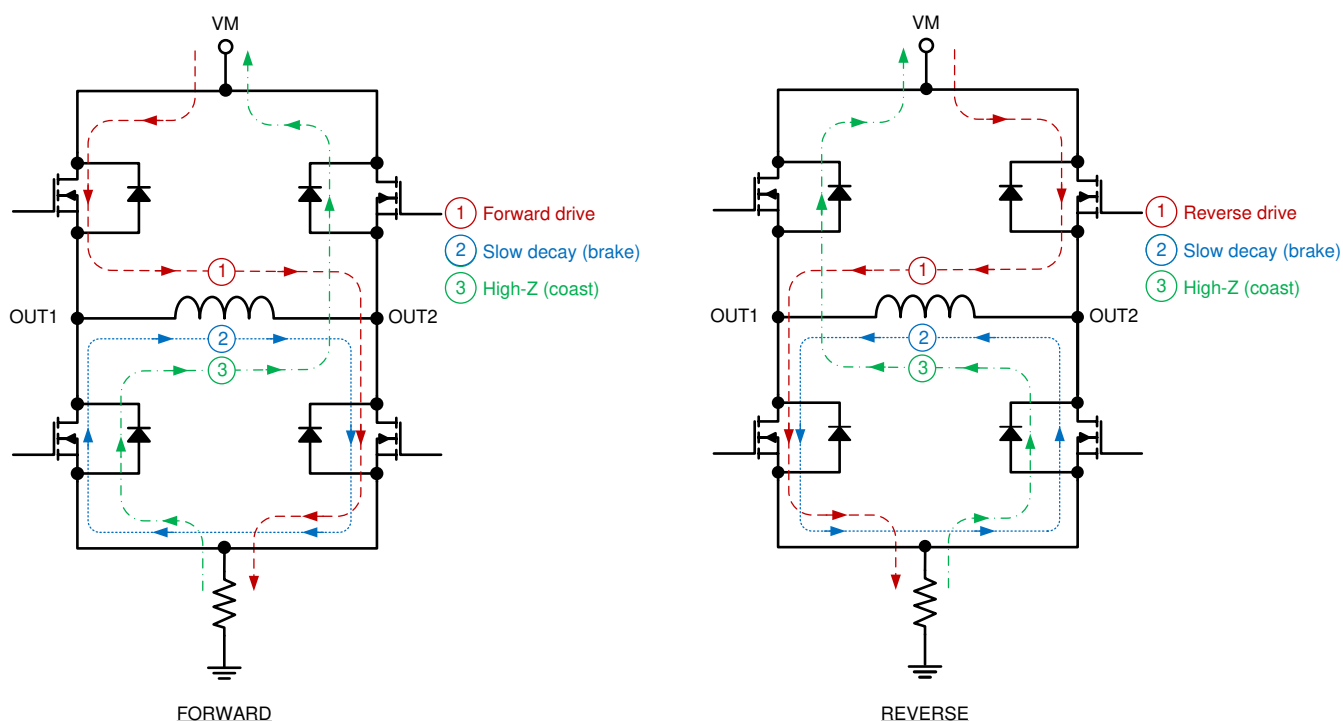 VM
1 Forward drive
2 Slow decay (brake)
3 High-Z (coast)
1
OUT1
OUT2
2
3
FORWARD
VM
1 Reverse drive
2 Slow decay (brake)
3 High-Z (coast)
1
OUT1
OUT2
2
3
REVERSE